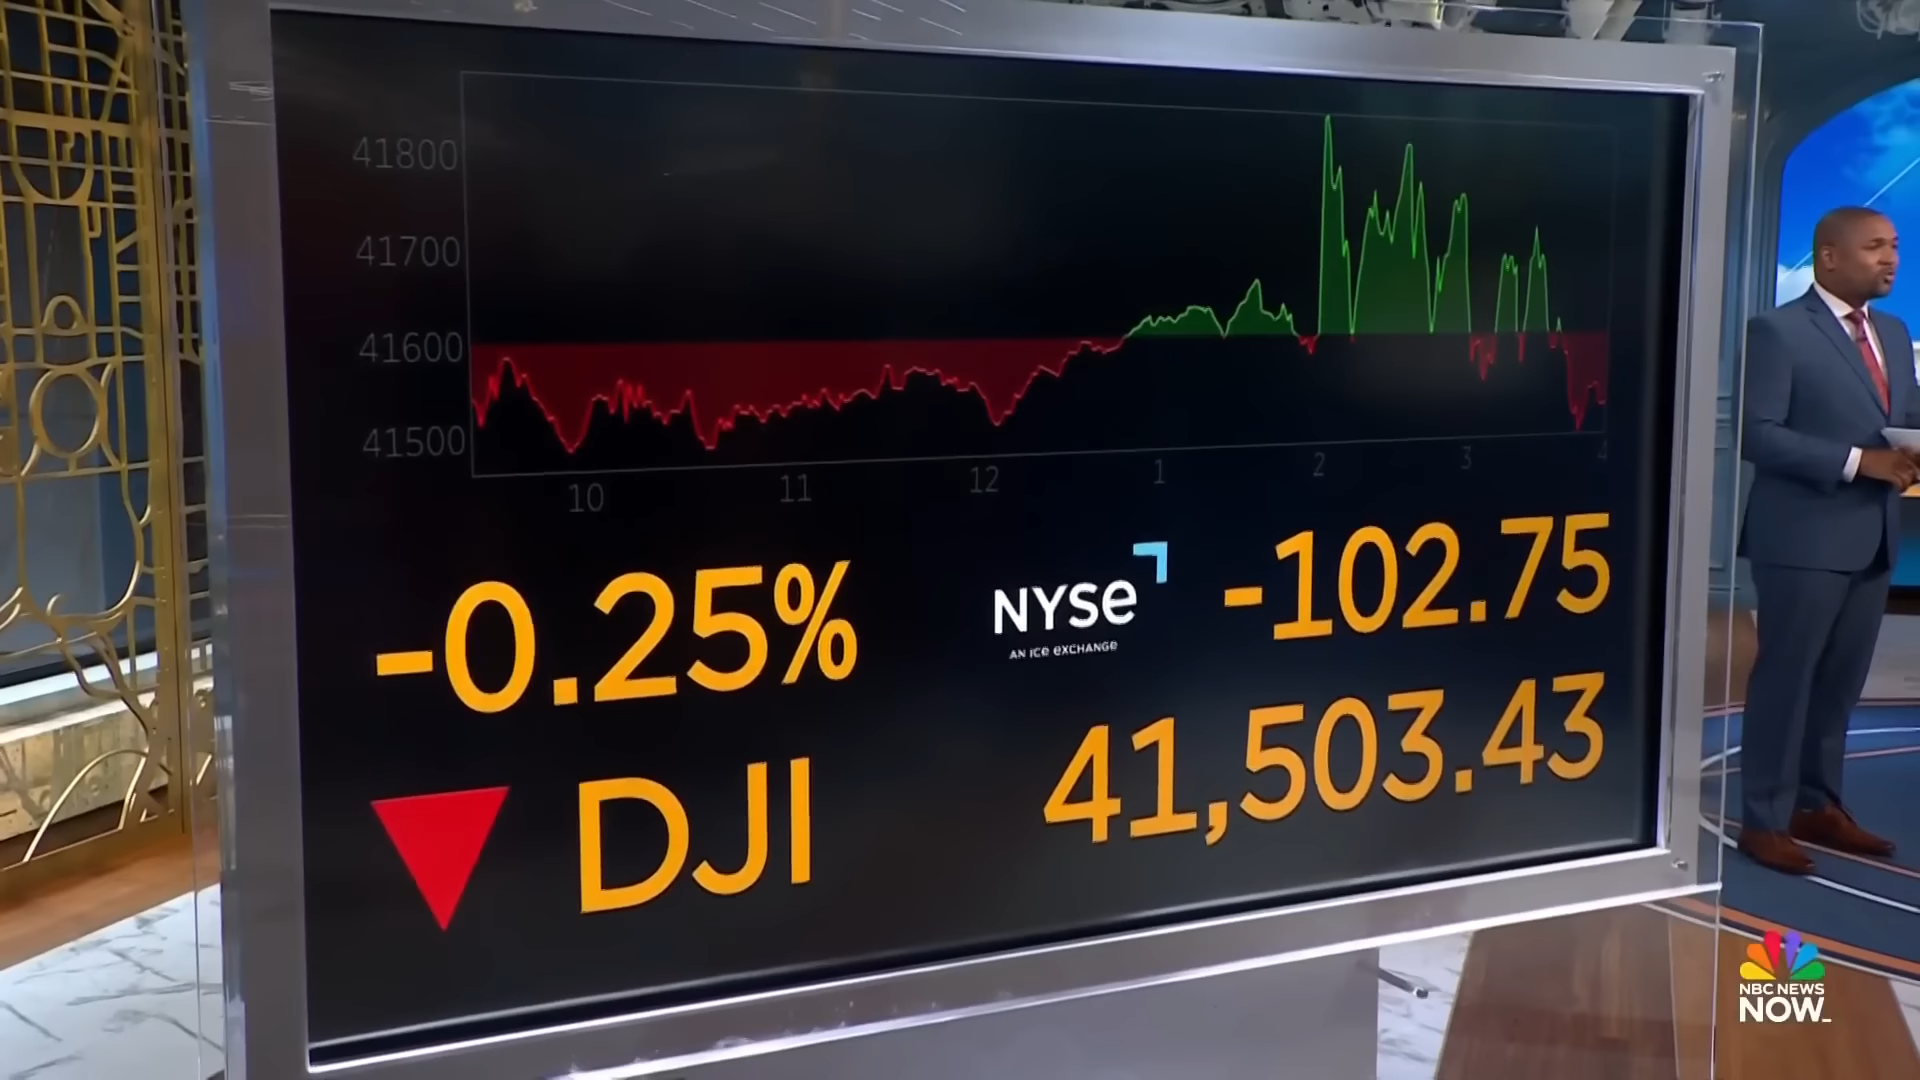 41800
41700
41600
41500
10 11 12 1 2 3 4
-0.25%
NYSE
AN ICE EXCHANGE
-102.75
DJI
41,503.43
NBC NEWS
NOW_